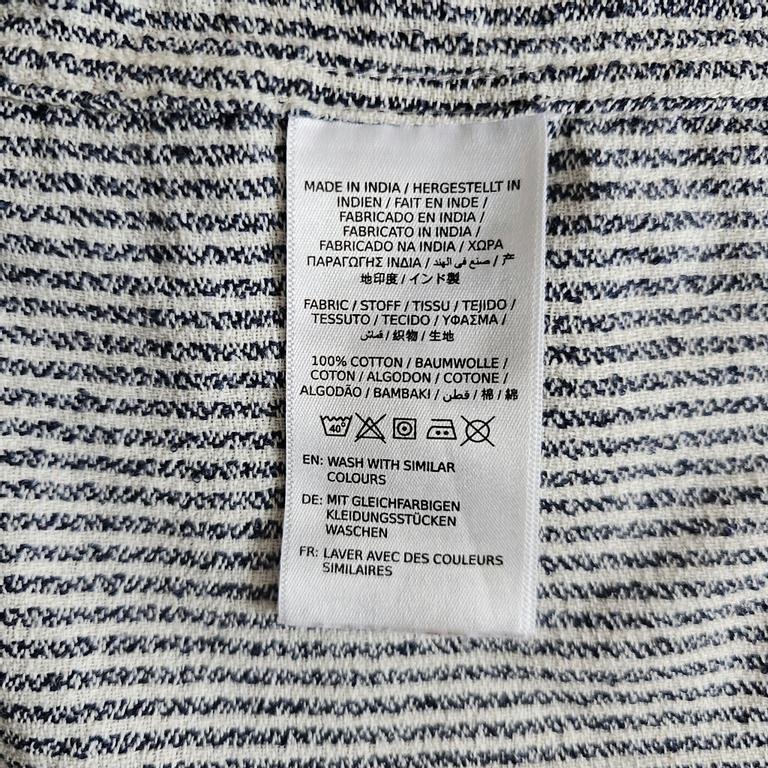 MADE IN INDIA / HERGESTELLT IN
INDIEN / FAIT EN INDE /
FABRICADO EN INDIA /
FABRICATO IN INDIA /
FABRICADO NA INDIA / ΧΩΡΑ
ΠΑΡΑΓΩΓΗΣ ΙΝΔΙΑ / صنع في الهند / 产
地印度 / インド製
FABRIC / STOFF / TISSU / TEJIDO /
TESSUTO / TECIDO / ΥΦΑΣΜΑ /
قماش / 织物 / 生地
100% COTTON / BAUMWOLLE /
COTON / ALGODON / COTONE /
ALGODÃO / BAMBAKI / قطن / 棉 / 綿
40°
EN: WASH WITH SIMILAR
COLOURS
DE: MIT GLEICHFARBIGEN
KLEIDUNGSSTÜCKEN
WASCHEN
FR: LAVER AVEC DES COULEURS
SIMILAIRES